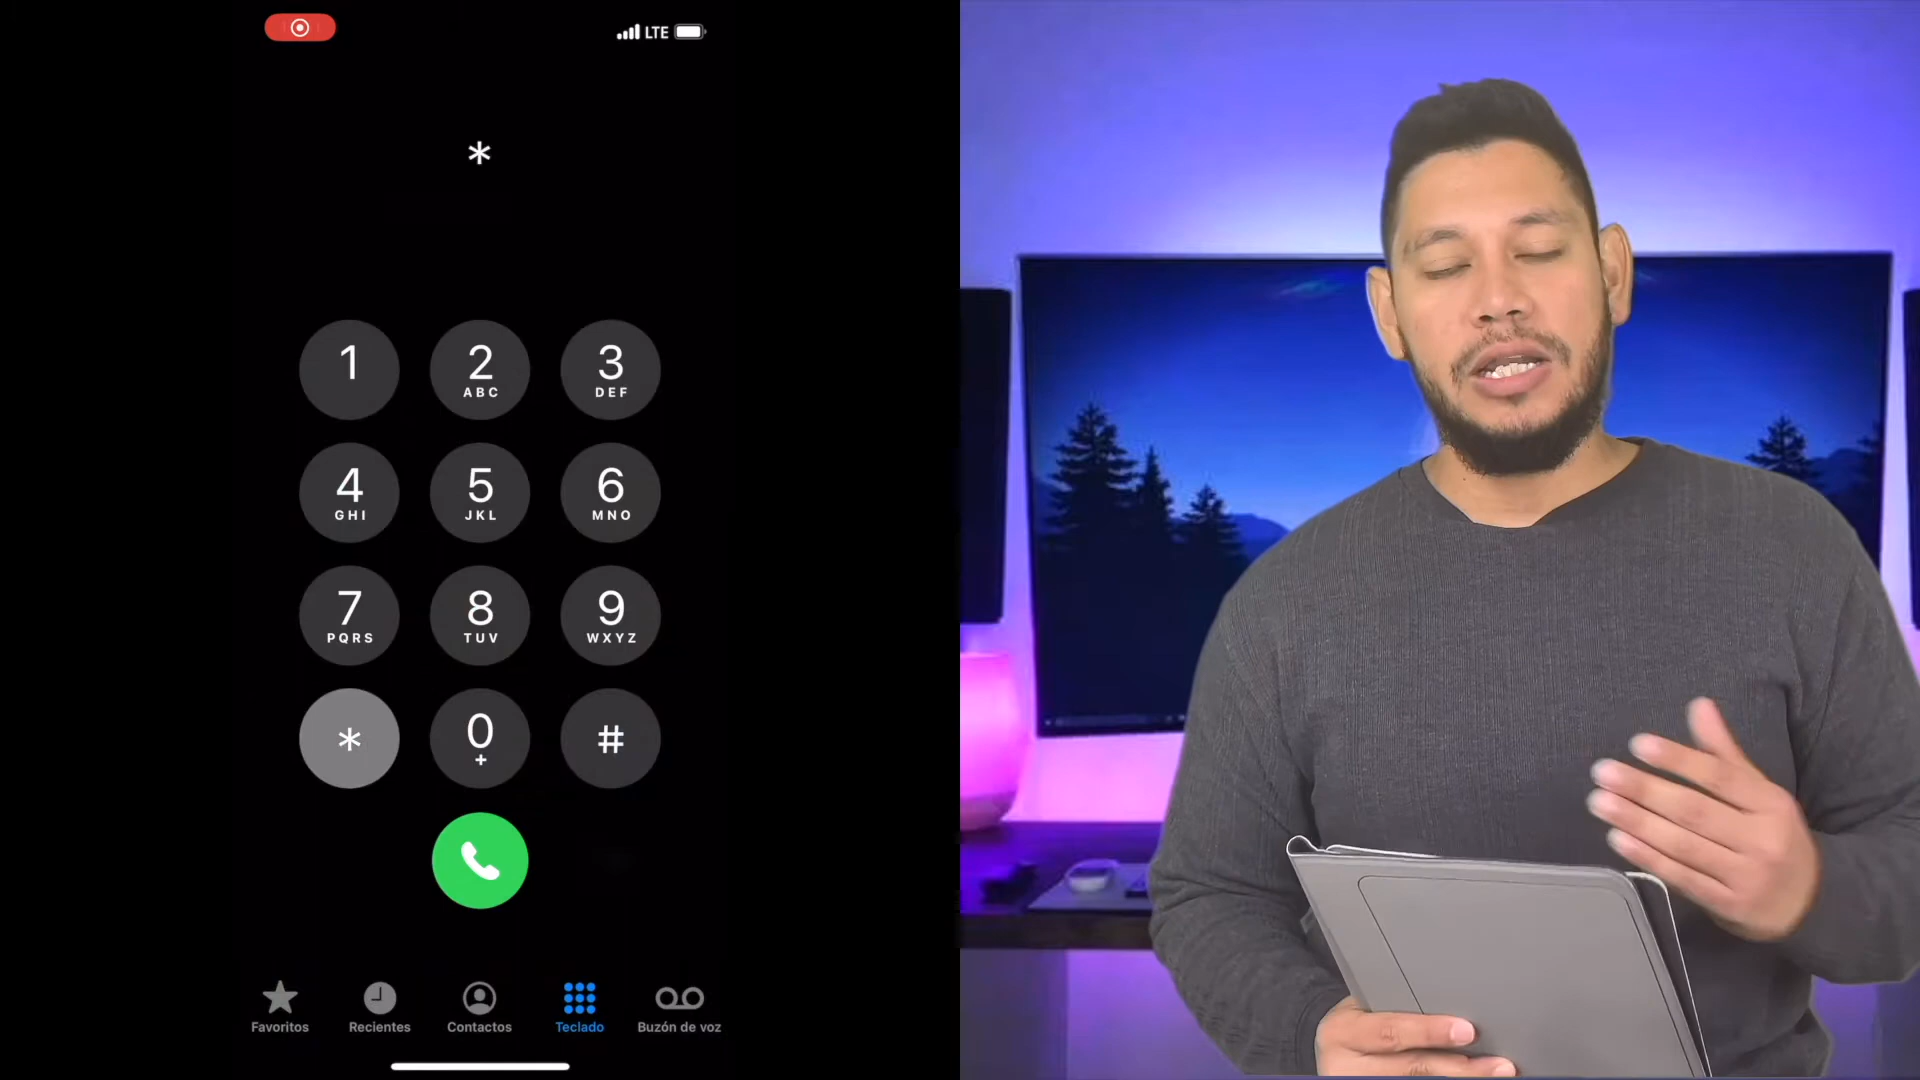 LTE
*
1
2
ABC
3
DEF
4
GHI
5
JKL
6
MNO
7
PQRS
8
TUV
9
WXYZ
*
0
+
#
Favoritos
Recientes
Contactos
Teclado
Buzón de voz